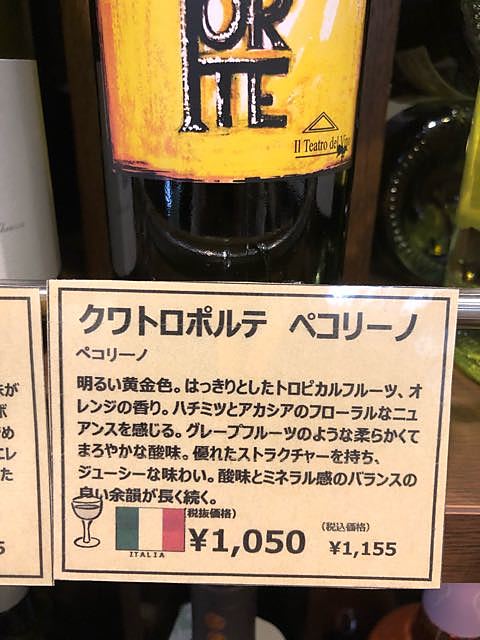 PORTE
Il Teatro del Vino
クワトロポルテ ペコリーノ
ペコリーノ
明るい黄金色。はっきりとしたトロピカルフルーツ、オ
レンジの香り。ハチミツとアカシアのフローラルなニュ
アンスを感じる。グレープフルーツのような柔らかくて
まろやかな酸味。優れたストラクチャーを持ち、
ジューシーな味わい。酸味とミネラル感のバランスの
良い余韻が長く続く。
(税抜価格)
(税込価格)
¥1,050
¥1,155
ITALIA